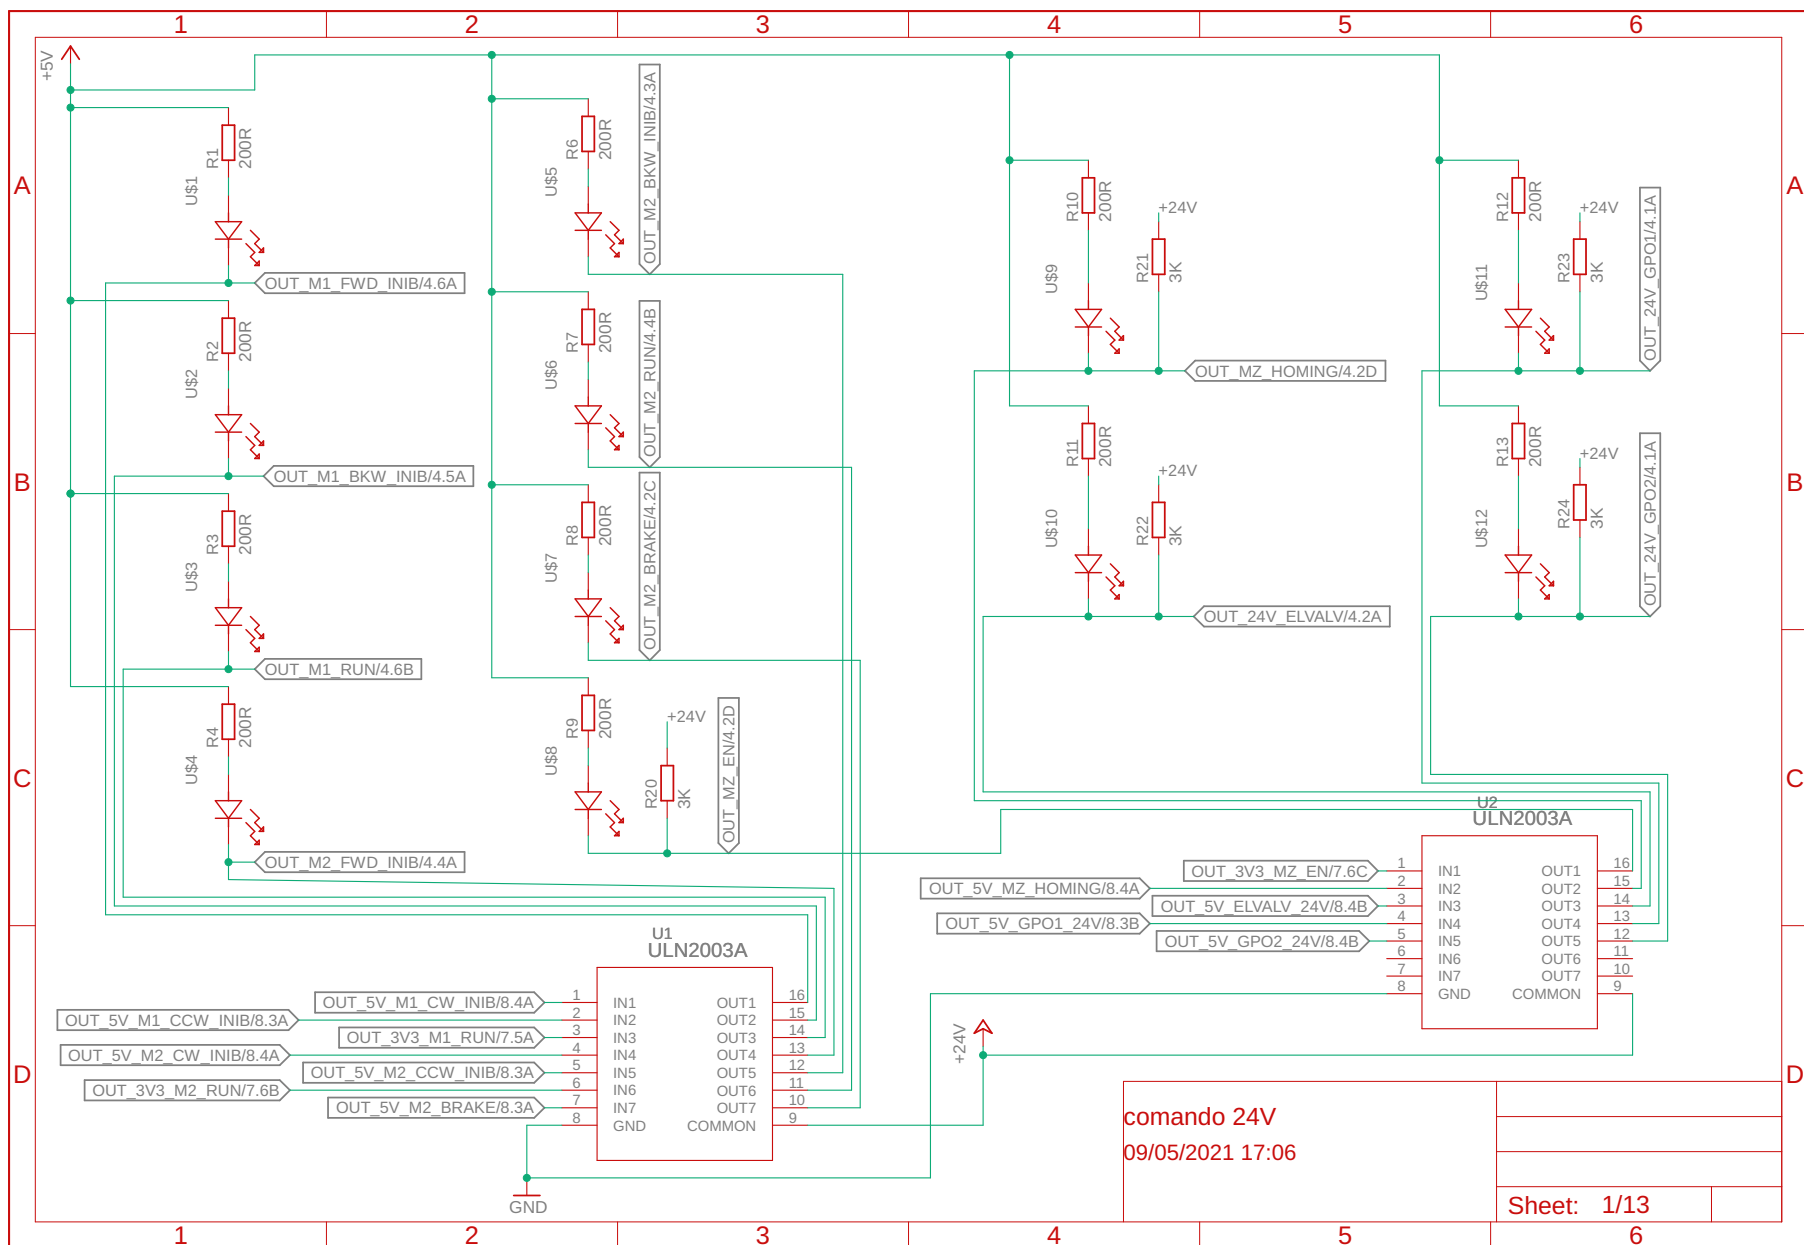 1 2 3 4 5 6
A
B
C
D
+5V
R1
200R
U$1
OUT_M1_FWD_INIB/4.6A
R2
200R
U$2
OUT_M1_BKW_INIB/4.5A
R3
200R
U$3
OUT_M1_RUN/4.6B
R4
200R
U$4
OUT_M2_FWD_INIB/4.4A
R6
200R
U$5
OUT_M2_BKW_INIB/4.3A
R7
200R
U$6
OUT_M2_RUN/4.4B
R8
200R
U$7
OUT_M2_BRAKE/4.2C
R9
200R
U$8
+24V
R20
3K
OUT_MZ_EN/4.2D
R10
200R
U$9
+24V
R21
3K
OUT_MZ_HOMING/4.2D
R11
200R
U$10
+24V
R22
3K
OUT_24V_ELVALV/4.2A
R12
200R
U$11
+24V
R23
3K
OUT_24V_GPO1/4.1A
R13
200R
U$12
+24V
R24
3K
OUT_24V_GPO2/4.1A
A
B
C
D
U1
ULN2003A
OUT_5V_M1_CW_INIB/8.4A 1 IN1 OUT1 16
OUT_5V_M1_CCW_INIB/8.3A 2 IN2 OUT2 15
OUT_3V3_M1_RUN/7.5A 3 IN3 OUT3 14
OUT_5V_M2_CW_INIB/8.4A 4 IN4 OUT4 13
OUT_5V_M2_CCW_INIB/8.3A 5 IN5 OUT5 12
OUT_3V3_M2_RUN/7.6B 6 IN6 OUT6 11
OUT_5V_M2_BRAKE/8.3A 7 IN7 OUT7 10
8 GND COMMON 9
GND
+24V
U2
ULN2003A
OUT_3V3_MZ_EN/7.6C 1 IN1 OUT1 16
OUT_5V_MZ_HOMING/8.4A 2 IN2 OUT2 15
OUT_5V_ELVALV_24V/8.4B 3 IN3 OUT3 14
OUT_5V_GPO1_24V/8.3B 4 IN4 OUT4 13
OUT_5V_GPO2_24V/8.4B 5 IN5 OUT5 12
6 IN6 OUT6 11
7 IN7 OUT7 10
8 GND COMMON 9
comando 24V
09/05/2021 17:06
Sheet: 1/13
1 2 3 4 5 6